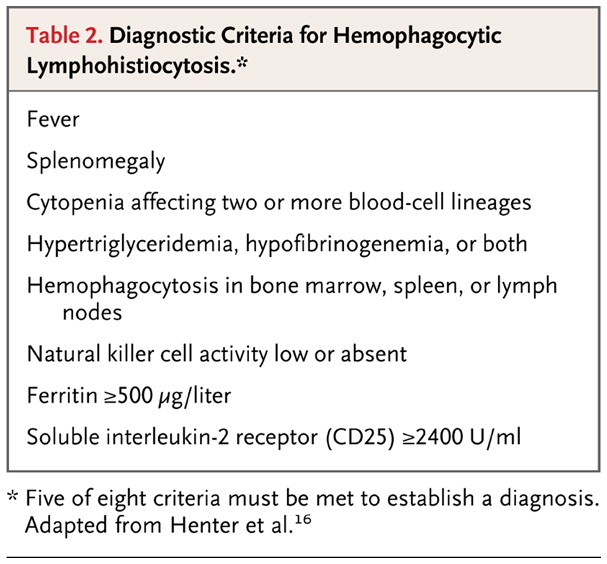 Table 2. Diagnostic Criteria for Hemophagocytic
Lymphohistiocytosis.*
Fever
Splenomegaly
Cytopenia affecting two or more blood-cell lineages
Hypertriglyceridemia, hypofibrinogenemia, or both
Hemophagocytosis in bone marrow, spleen, or lymph
nodes
Natural killer cell activity low or absent
Ferritin ≥500 μg/liter
Soluble interleukin-2 receptor (CD25) ≥2400 U/ml
* Five of eight criteria must be met to establish a diagnosis.
Adapted from Henter et al.¹⁶